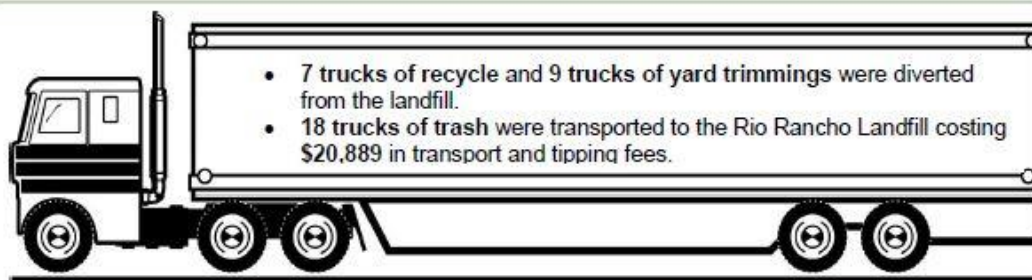 • 7 trucks of recycle and 9 trucks of yard trimmings were diverted
from the landfill.
• 18 trucks of trash were transported to the Rio Rancho Landfill costing
$20,889 in transport and tipping fees.